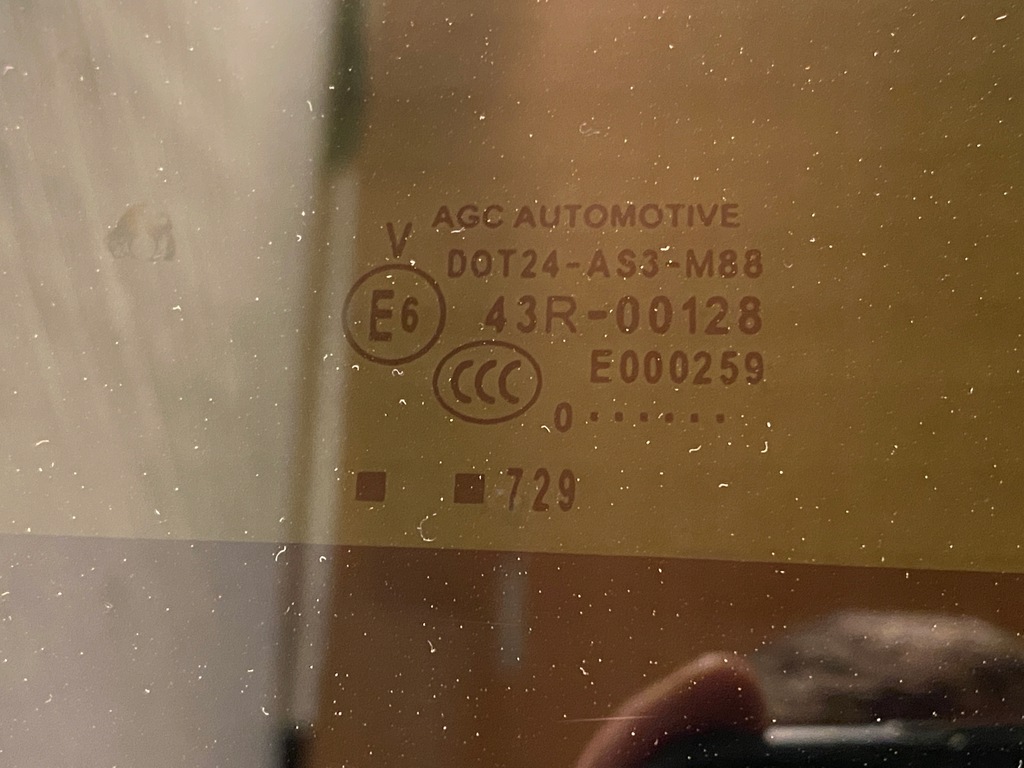 AGC AUTOMOTIVE
V
DOT24-AS3-M88
E6
43R-00128
CCC
E000259
0 . . . . . .
■ ■ 729